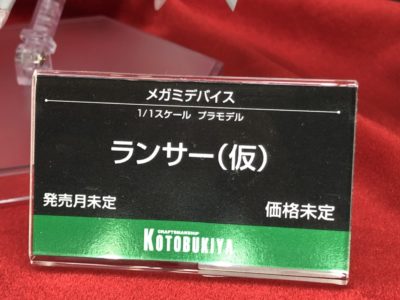 メガミデバイス
1/1スケール プラモデル
ランサー(仮)
発売月未定 価格未定
CRAFTSMANSHIP
KOTOBUKIYA